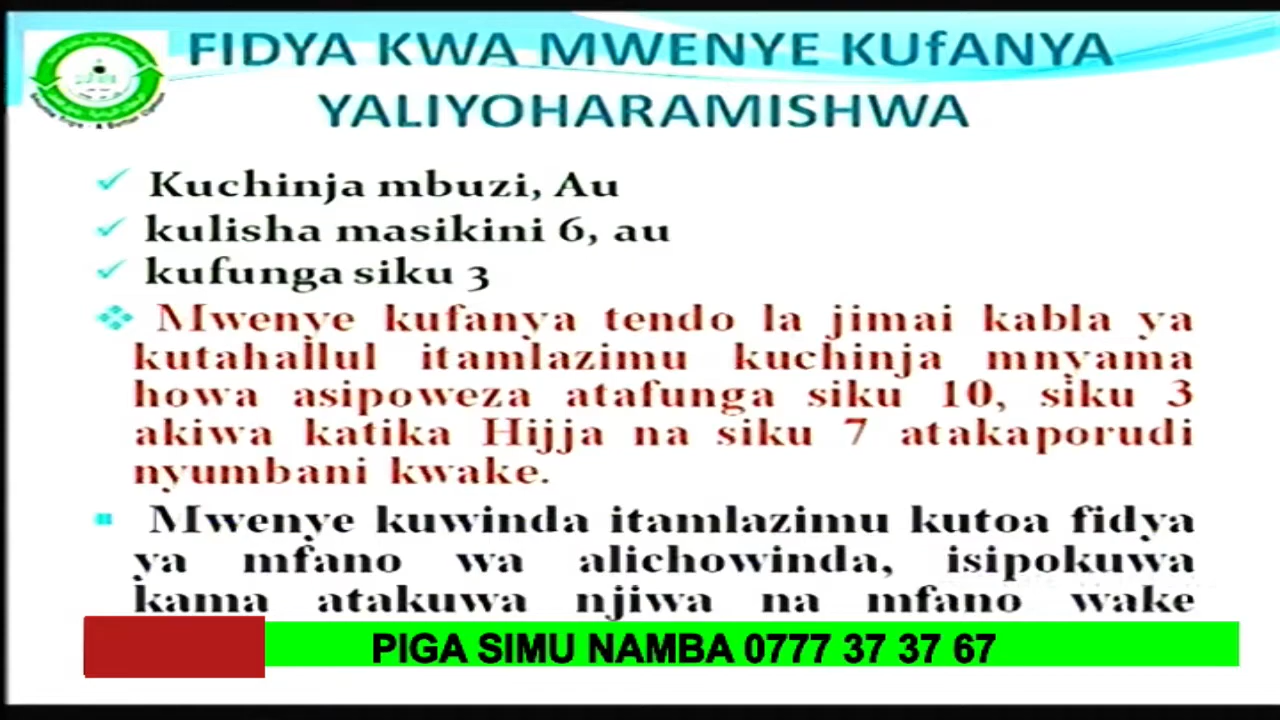 FIDYA KWA MWENYE KUfANYA
YALIYOHARAMISHWA
Kuchinja mbuzi, Au
kulisha masikini 6, au
kufunga siku 3
Mwenye kufanya tendo la jimai kabla ya
kutahallul itamlazimu kuchinja mnyama
howa asipoweza atafunga siku 10, siku 3
akiwa katika Hijja na siku 7 atakaporudi
nyumbani kwake.
Mwenye kuwinda itamlazimu kutoa fidya
ya mfano wa alichowinda, isipokuwa
kama atakuwa njiwa na mfano wake
PIGA SIMU NAMBA 0777 37 37 67